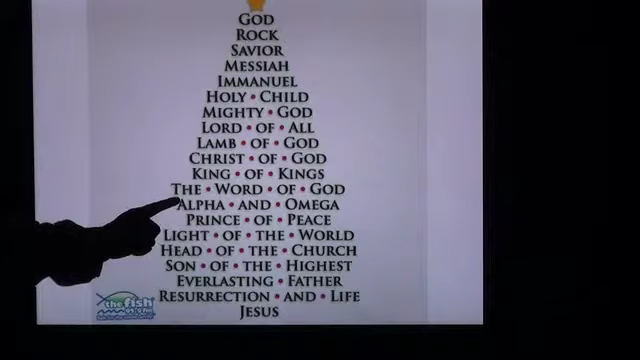 GOD
ROCK
SAVIOR
MESSIAH
IMMANUEL
HOLY • CHILD
MIGHTY • GOD
LORD • OF • ALL
LAMB • OF • GOD
CHRIST • OF • GOD
KING • OF • KINGS
THE • WORD • OF • GOD
ALPHA • AND • OMEGA
PRINCE • OF • PEACE
LIGHT • OF • THE • WORLD
HEAD • OF • THE • CHURCH
SON • OF • THE • HIGHEST
EVERLASTING • FATHER
RESURRECTION • AND • LIFE
JESUS
the fish